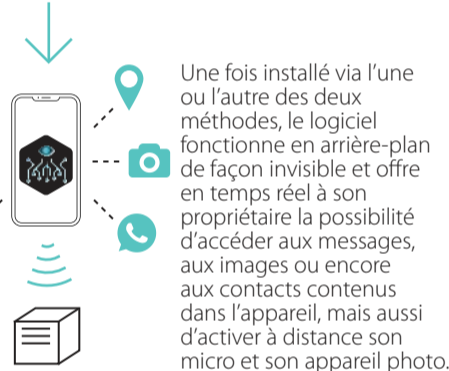 Une fois installé via l’une
ou l’autre des deux
méthodes, le logiciel
fonctionne en arrière-plan
de façon invisible et offre
en temps réel à son
propriétaire la possibilité
d’accéder aux messages,
aux images ou encore
aux contacts contenus
dans l’appareil, mais aussi
d’activer à distance son
micro et son appareil photo.